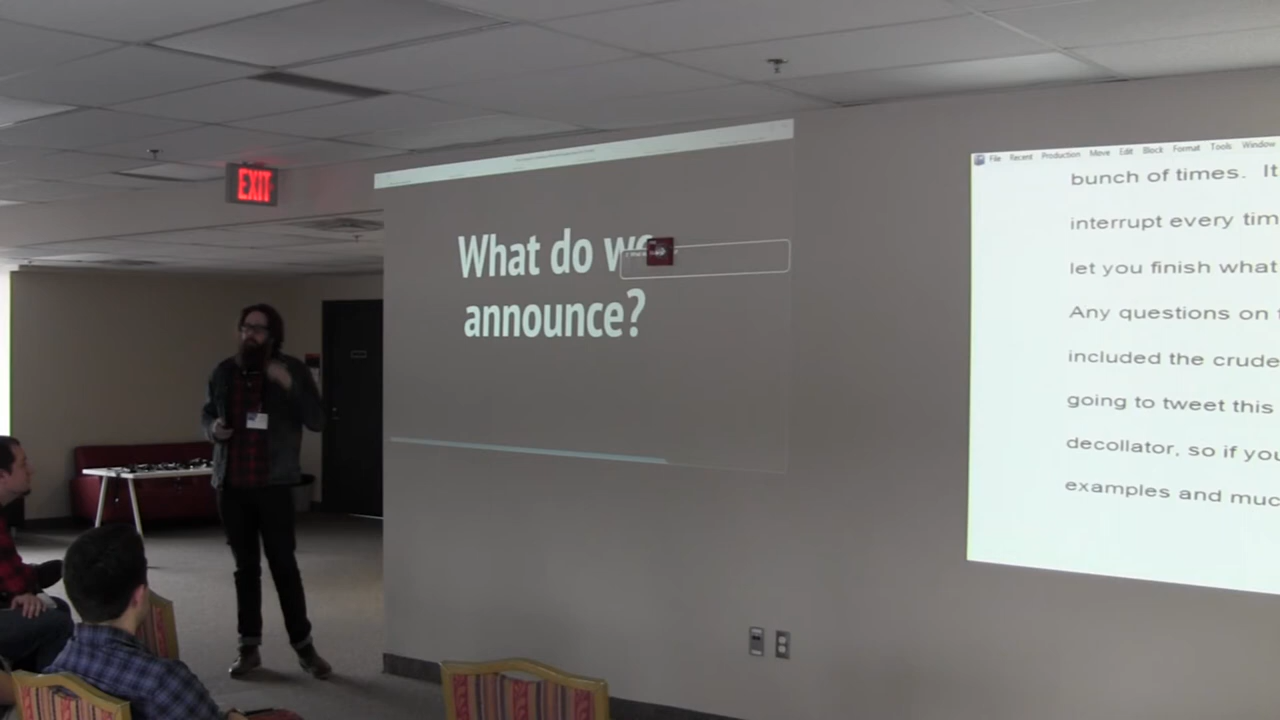 EXIT
What do we
announce?
File Recent Production Move Edit Block Format Tools Window
bunch of times. It
interrupt every tim
let you finish what
Any questions on
included the crude
going to tweet this
decollator, so if you
examples and muc